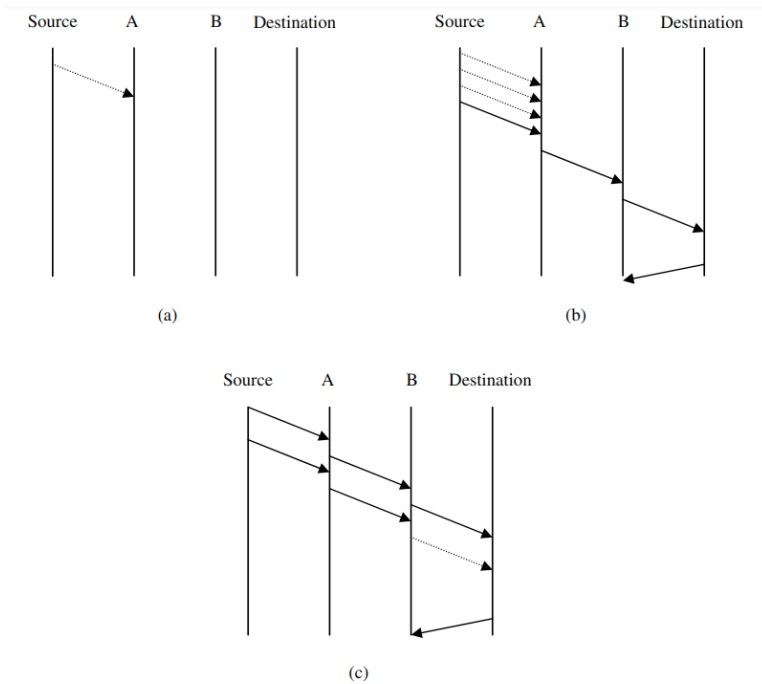 Source A B Destination
Source A B Destination
(a)
(b)
Source A B Destination
(c)